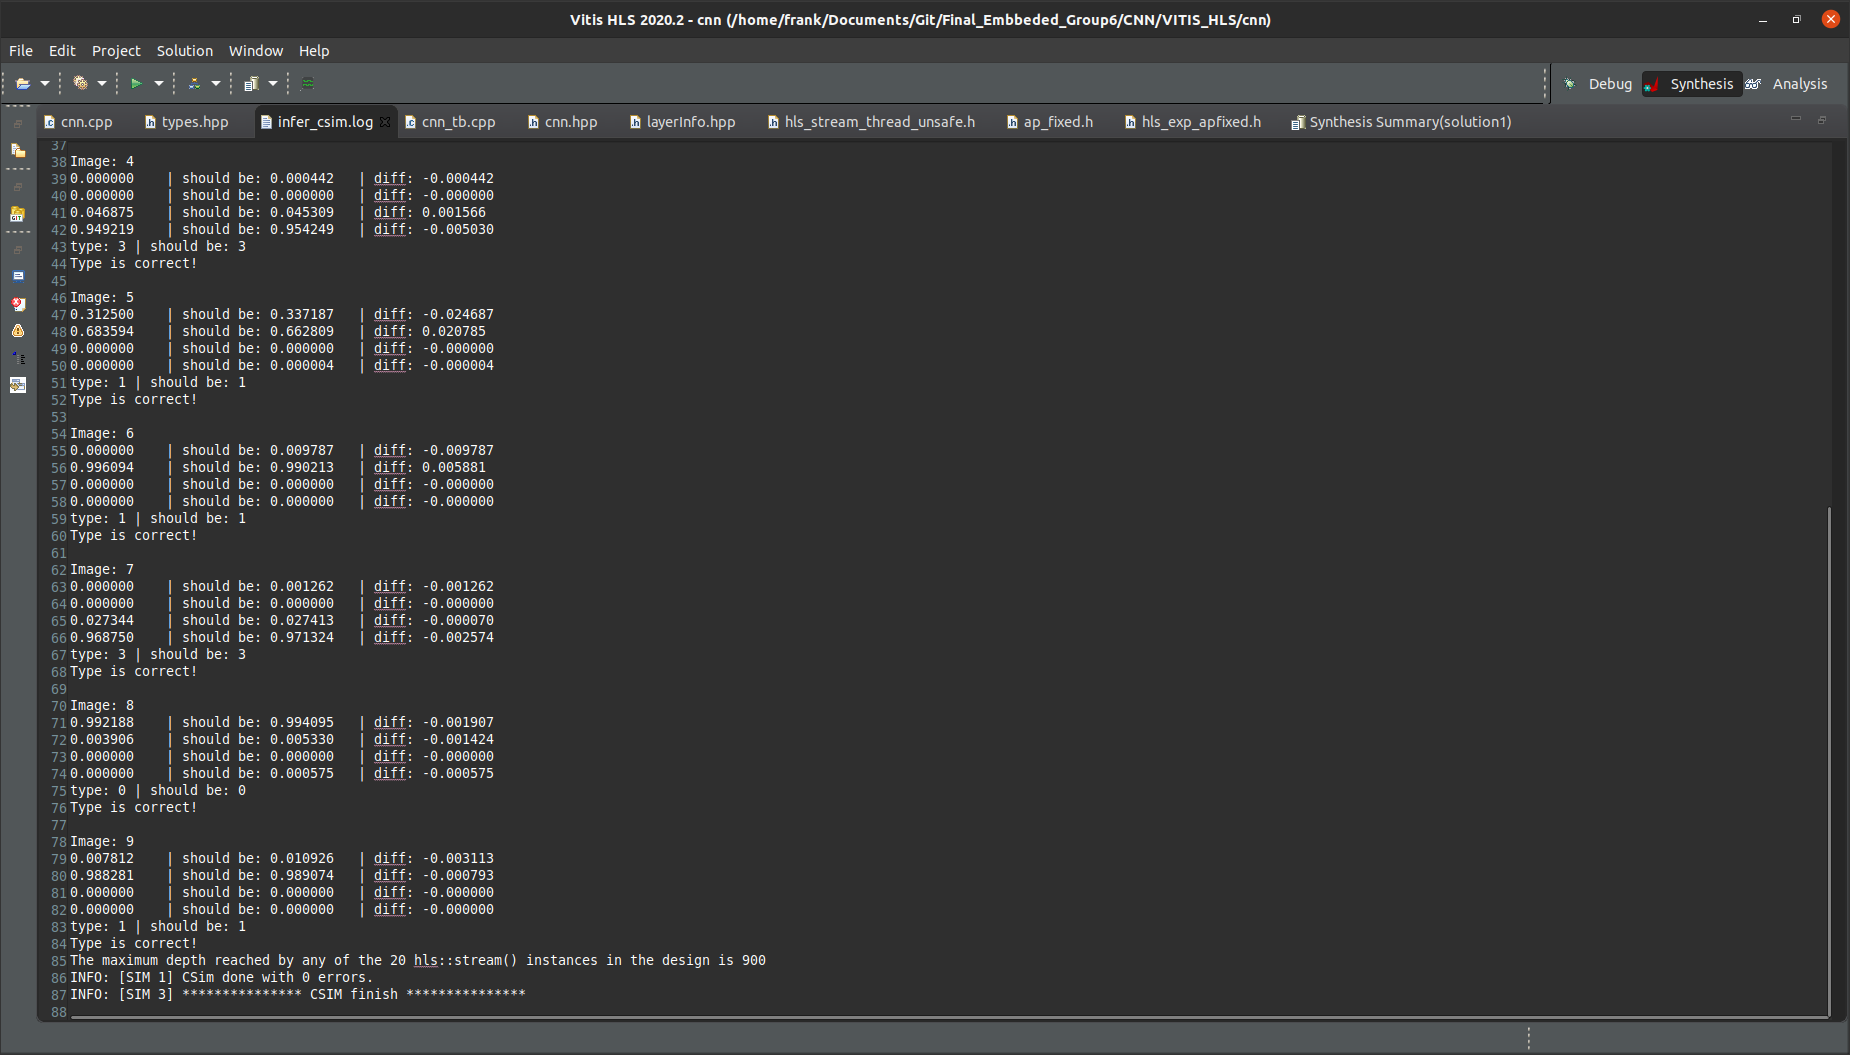 Vitis HLS 2020.2 - cnn (/home/frank/Documents/Git/Final_Embbeded_Group6/CNN/VITIS_HLS/cnn)
File Edit Project Solution Window Help
Debug Synthesis Analysis
cnn.cpp types.hpp infer_csim.log cnn_tb.cpp cnn.hpp layerInfo.hpp hls_stream_thread_unsafe.h ap_fixed.h hls_exp_apfixed.h Synthesis Summary(solution1)
37
38 Image: 4
39 0.000000 | should be: 0.000442 | diff: -0.000442
40 0.000000 | should be: 0.000000 | diff: -0.000000
41 0.046875 | should be: 0.045309 | diff: 0.001566
42 0.949219 | should be: 0.954249 | diff: -0.005030
43 type: 3 | should be: 3
44 Type is correct!
45
46 Image: 5
47 0.312500 | should be: 0.337187 | diff: -0.024687
48 0.683594 | should be: 0.662809 | diff: 0.020785
49 0.000000 | should be: 0.000000 | diff: -0.000000
50 0.000000 | should be: 0.000004 | diff: -0.000004
51 type: 1 | should be: 1
52 Type is correct!
53
54 Image: 6
55 0.000000 | should be: 0.009787 | diff: -0.009787
56 0.996094 | should be: 0.990213 | diff: 0.005881
57 0.000000 | should be: 0.000000 | diff: -0.000000
58 0.000000 | should be: 0.000000 | diff: -0.000000
59 type: 1 | should be: 1
60 Type is correct!
61
62 Image: 7
63 0.000000 | should be: 0.001262 | diff: -0.001262
64 0.000000 | should be: 0.000000 | diff: -0.000000
65 0.027344 | should be: 0.027413 | diff: -0.000070
66 0.968750 | should be: 0.971324 | diff: -0.002574
67 type: 3 | should be: 3
68 Type is correct!
69
70 Image: 8
71 0.992188 | should be: 0.994095 | diff: -0.001907
72 0.003906 | should be: 0.005330 | diff: -0.001424
73 0.000000 | should be: 0.000000 | diff: -0.000000
74 0.000000 | should be: 0.000575 | diff: -0.000575
75 type: 0 | should be: 0
76 Type is correct!
77
78 Image: 9
79 0.007812 | should be: 0.010926 | diff: -0.003113
80 0.988281 | should be: 0.989074 | diff: -0.000793
81 0.000000 | should be: 0.000000 | diff: -0.000000
82 0.000000 | should be: 0.000000 | diff: -0.000000
83 type: 1 | should be: 1
84 Type is correct!
85 The maximum depth reached by any of the 20 hls::stream() instances in the design is 900
86 INFO: [SIM 1] CSim done with 0 errors.
87 INFO: [SIM 3] *************** CSIM finish ***************
88